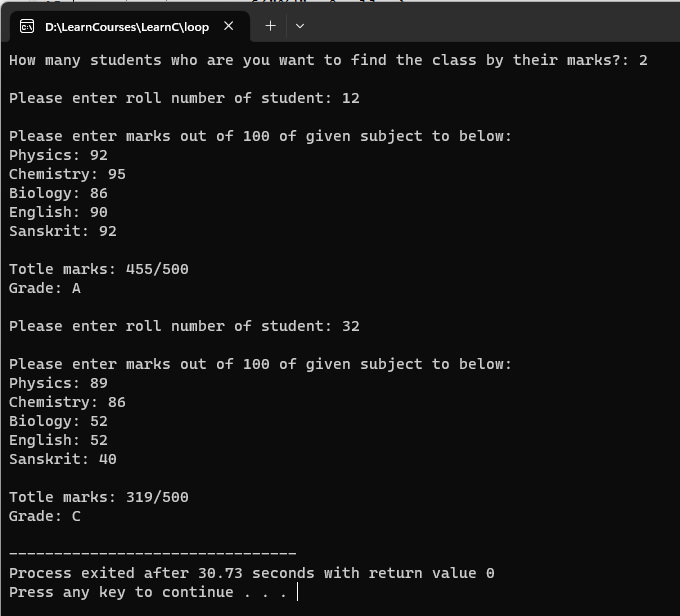 D:\LearnCourses\LearnC\loop
How many students who are you want to find the class by their marks?: 2
Please enter roll number of student: 12
Please enter marks out of 100 of given subject to below:
Physics: 92
Chemistry: 95
Biology: 86
English: 90
Sanskrit: 92
Totle marks: 455/500
Grade: A
Please enter roll number of student: 32
Please enter marks out of 100 of given subject to below:
Physics: 89
Chemistry: 86
Biology: 52
English: 52
Sanskrit: 40
Totle marks: 319/500
Grade: C
--------------------------------
Process exited after 30.73 seconds with return value 0
Press any key to continue . . .